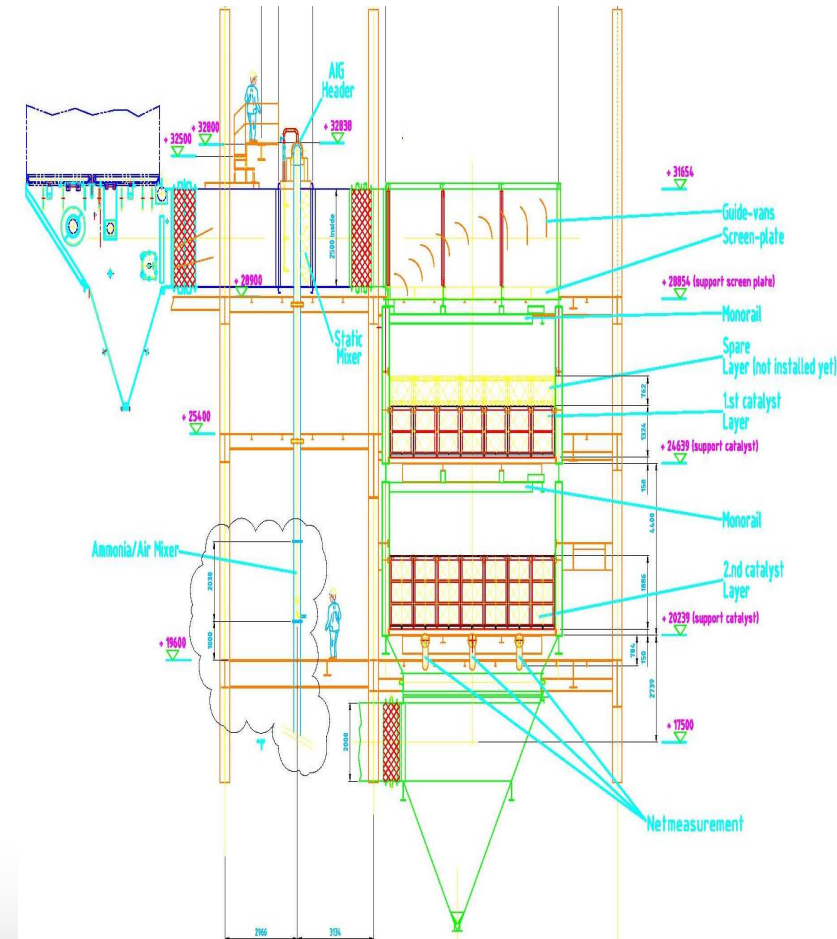 AIG
Header
+ 32800
+ 32500
+ 32838
+ 31654
Guide-vans
Screen-plate
2500 inside
+ 28900
+ 28854 (support screen plate)
Monorail
Static
Mixer
Spare
Layer (not installed yet)
762
1.st catalyst
Layer
1324
+ 25400
+ 24639 (support catalyst)
150
4400
Monorail
Ammonia/Air Mixer
2030
2.nd catalyst
Layer
1886
+ 20239 (support catalyst)
1000
+ 19600
784
150
2739
+ 17500
2000
Netmeasurement
2966
3134